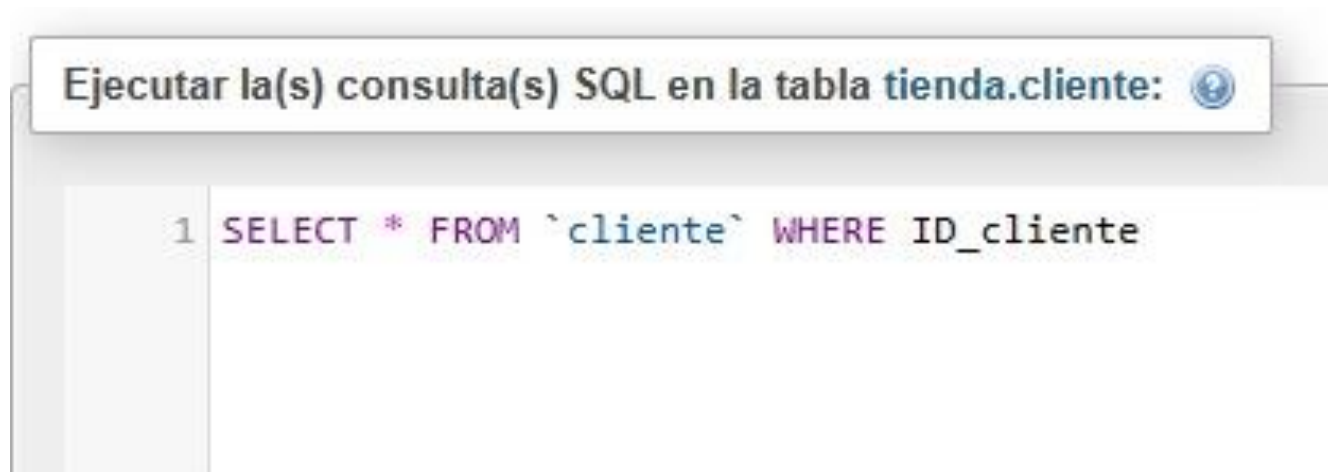 Ejecutar la(s) consulta(s) SQL en la tabla tienda.cliente:
1 SELECT * FROM `cliente` WHERE ID_cliente